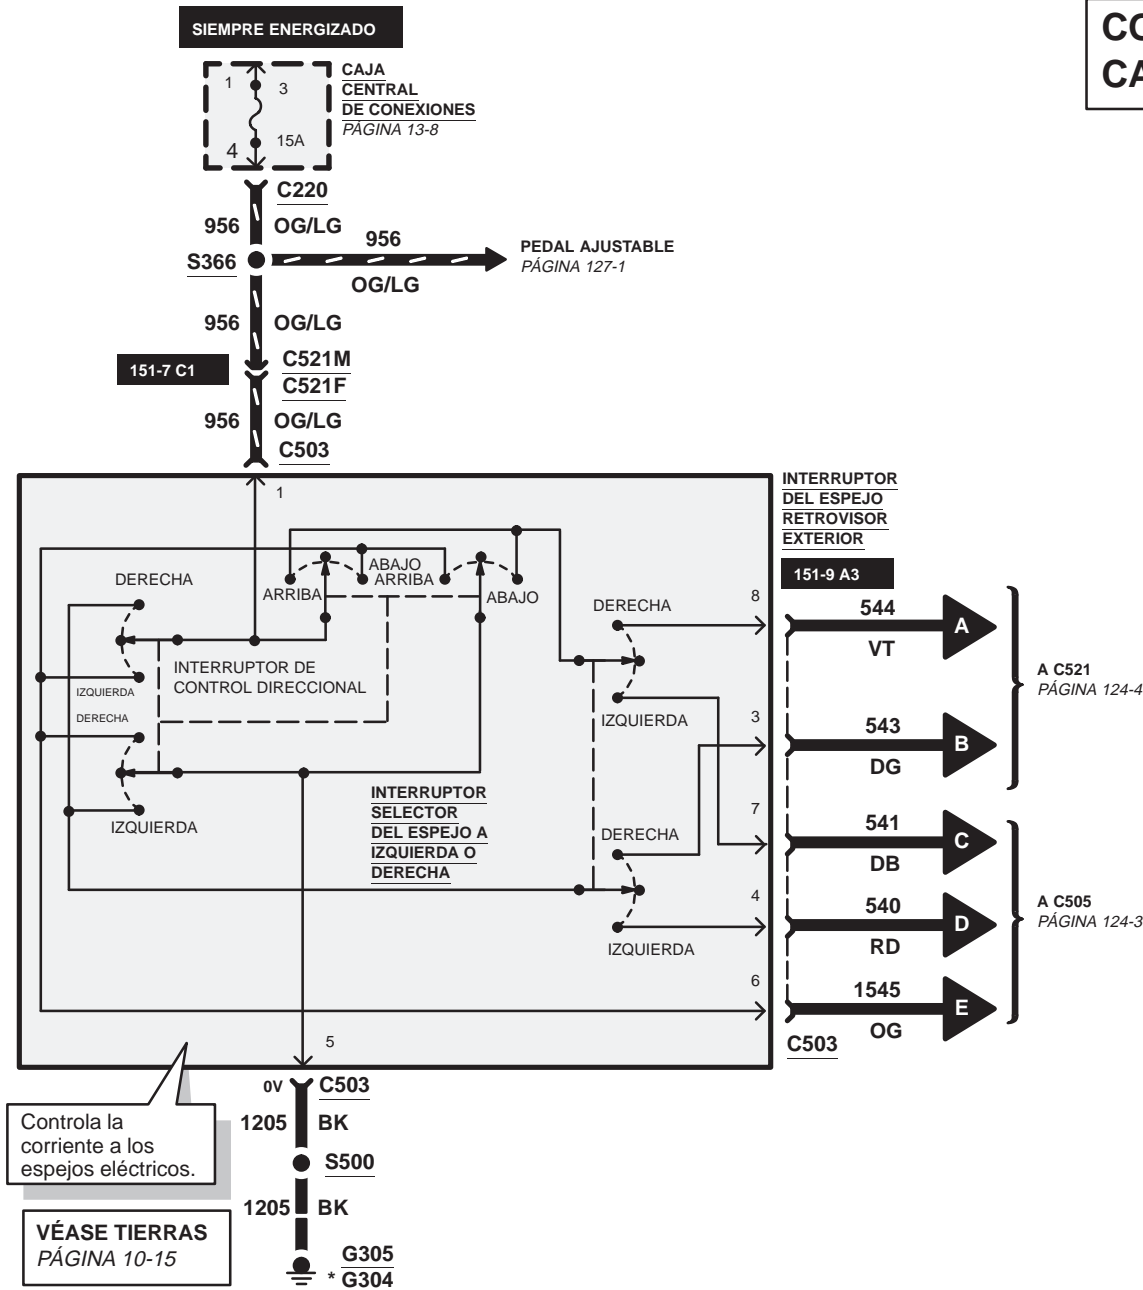 SIEMPRE ENERGIZADO
CO
CA
1
3
15A
4
CAJA
CENTRAL
DE CONEXIONES
PÁGINA 13-8
C220
956 OG/LG
S366
956
OG/LG
PEDAL AJUSTABLE
PÁGINA 127-1
956 OG/LG
151-7 C1
C521M
C521F
956 OG/LG
C503
1
INTERRUPTOR
DEL ESPEJO
RETROVISOR
EXTERIOR
151-9 A3
DERECHA
ARRIBA
ABAJO
ARRIBA
ABAJO
DERECHA
IZQUIERDA
INTERRUPTOR DE
CONTROL DIRECCIONAL
IZQUIERDA
DERECHA
IZQUIERDA
INTERRUPTOR
SELECTOR
DEL ESPEJO A
IZQUIERDA O
DERECHA
DERECHA
IZQUIERDA
8
544
VT
A
3
543
DG
B
A C521
PÁGINA 124-4
7
541
DB
C
4
540
RD
D
6
1545
OG
E
A C505
PÁGINA 124-3
C503
5
0V C503
1205 BK
S500
1205 BK
G305
* G304
Controla la
corriente a los
espejos eléctricos.
VÉASE TIERRAS
PÁGINA 10-15